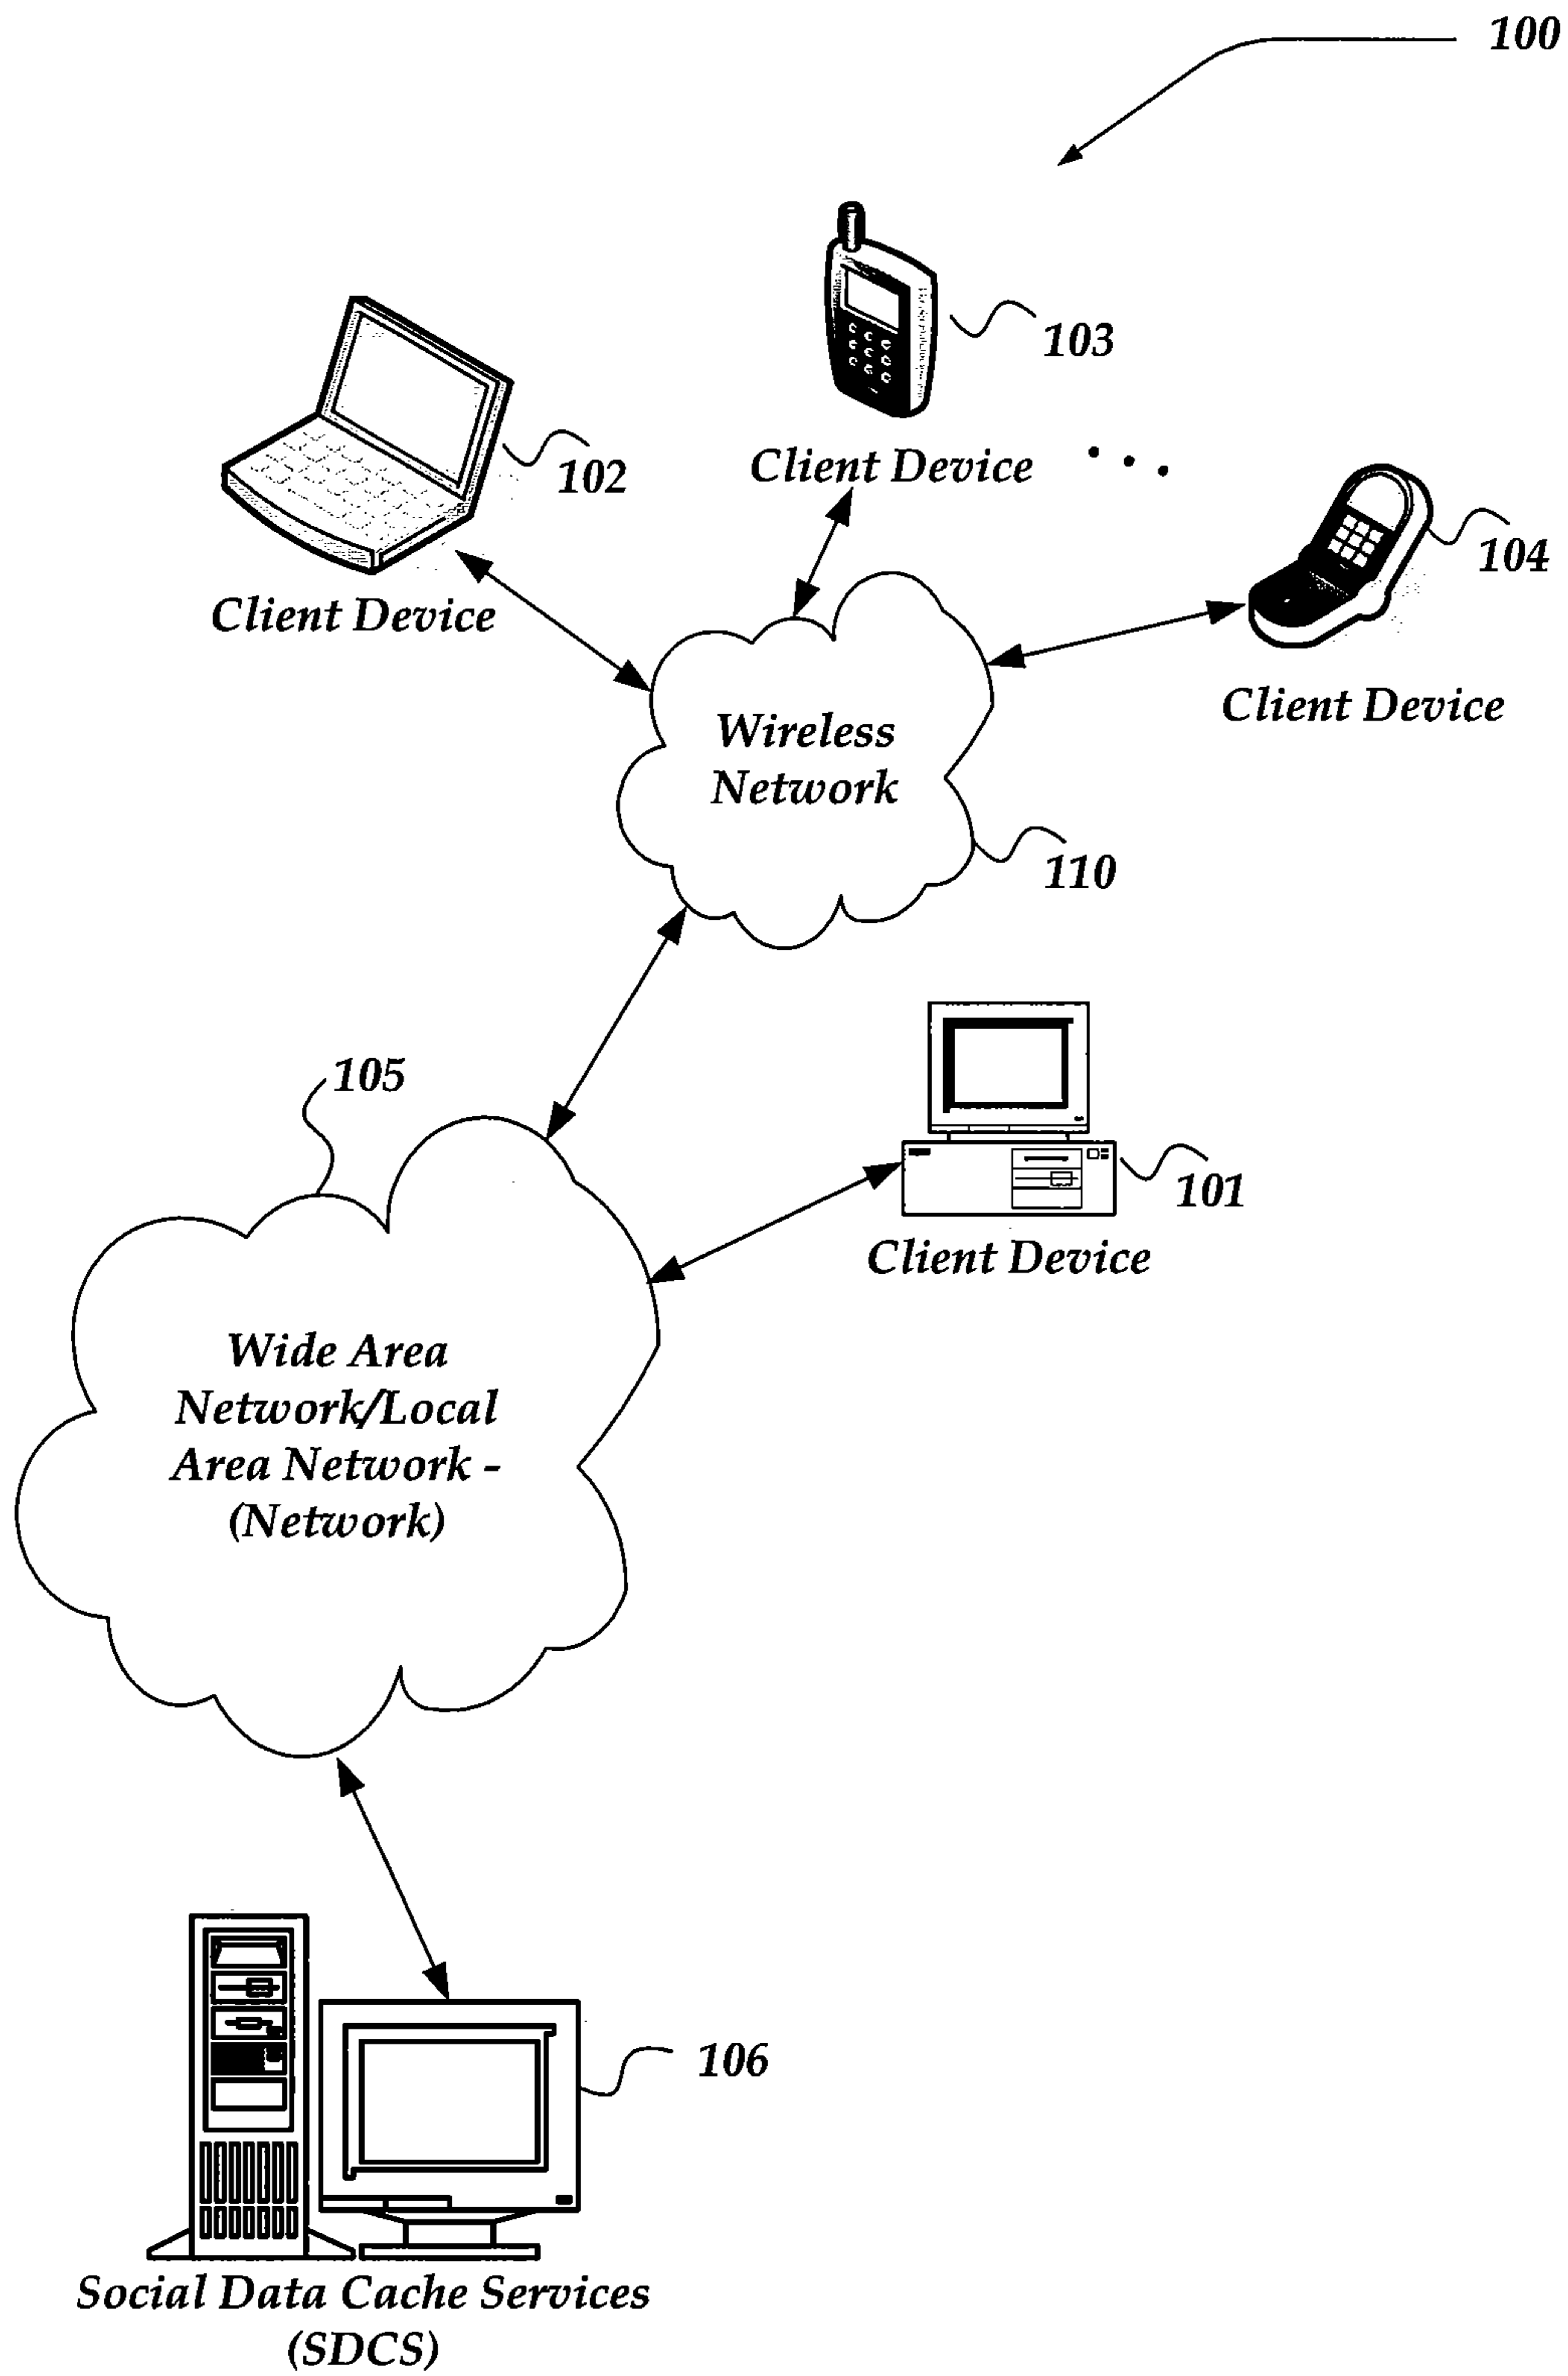 100
103
102
Client Device
104
Client Device
Client Device
Wireless
Network
110
105
101
Client Device
Wide Area
Network/Local
Area Network -
(Network)
106
Social Data Cache Services
(SDCS)